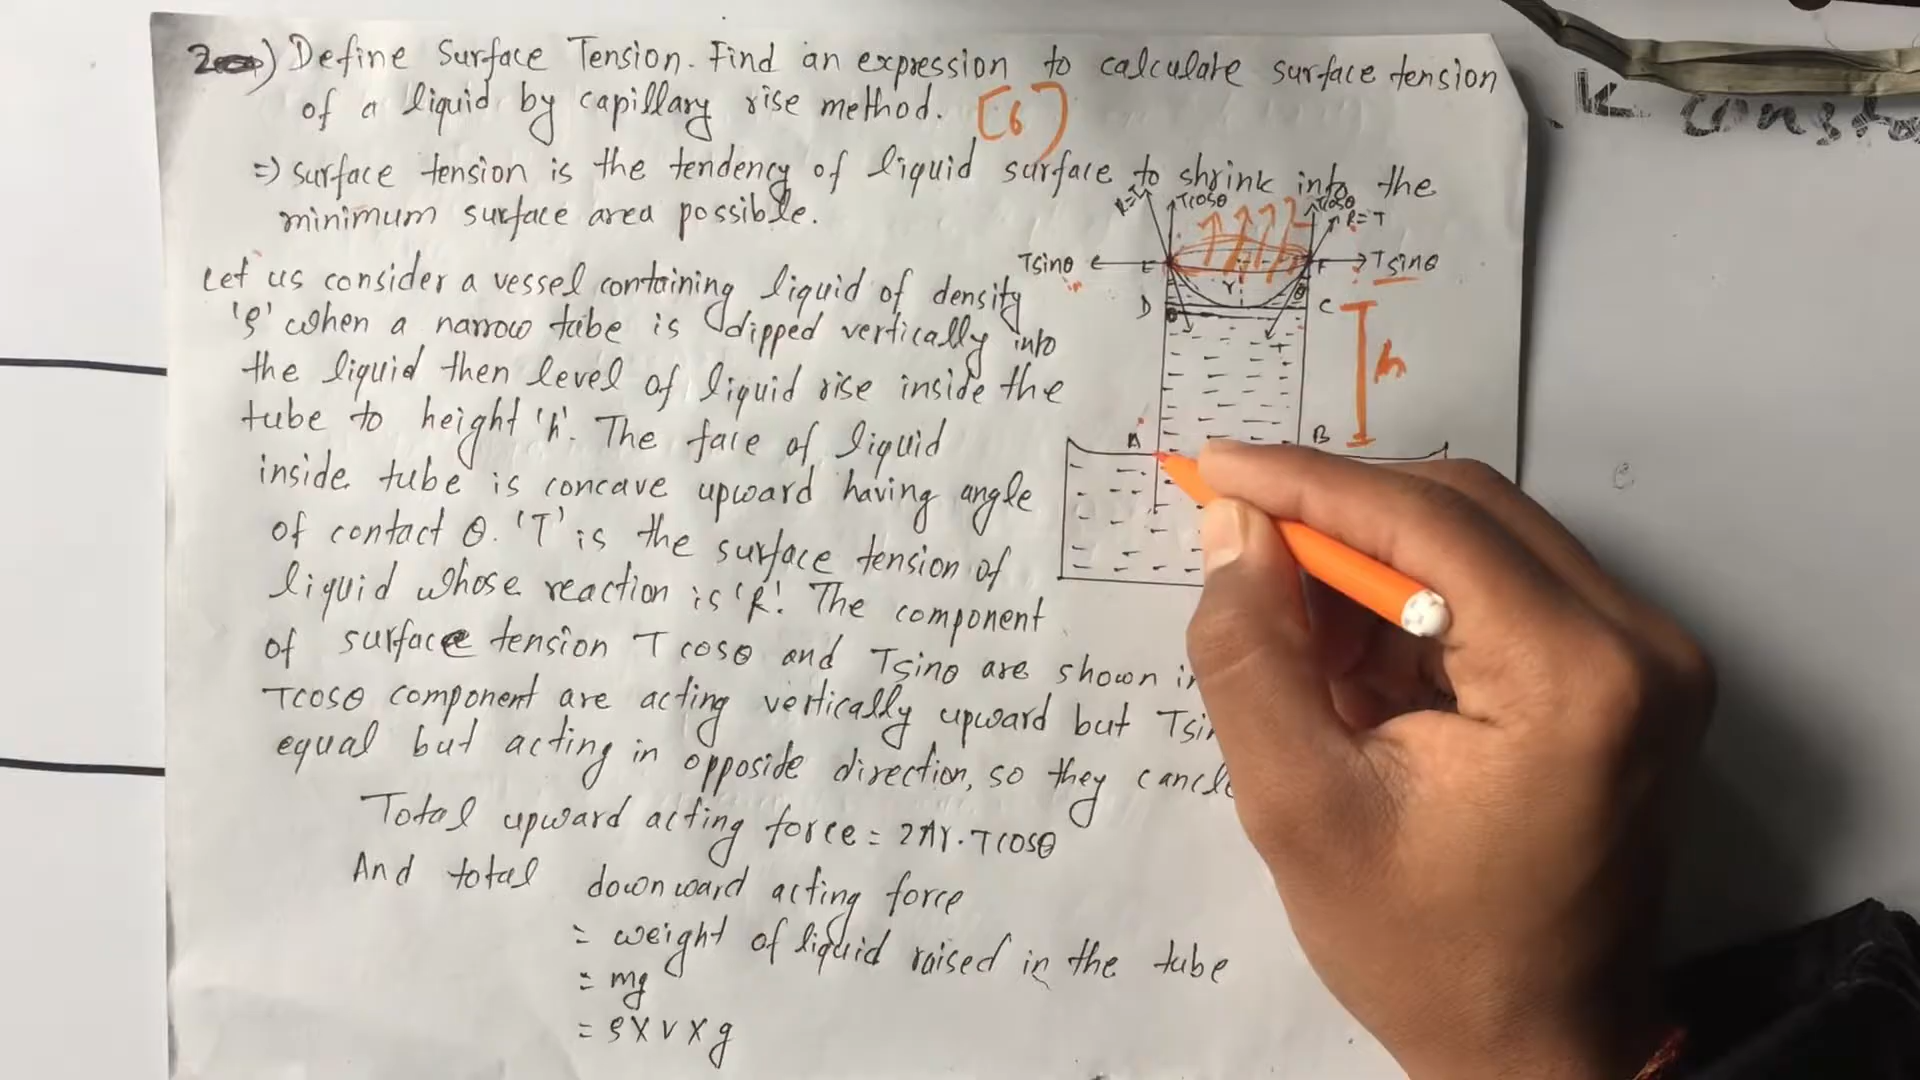 2) Define Surface Tension. Find an expression to calculate surface tension
of a liquid by capillary rise method. [6]
=> surface tension is the tendency of liquid surface to shrink into the
minimum surface area possible.
Tcosθ Tcosθ
R=T R=T
Tsinθ E F Tsinθ
r θ
D C
θ
T
h
A B
Let us consider a vessel containing liquid of density
'ρ' when a narrow tube is dipped vertically into
the liquid then level of liquid rise inside the
tube to height 'h'. The face of liquid
inside tube is concave upward having angle
of contact θ. 'T' is the surface tension of
liquid whose reaction is 'R'. The component
of surface tension Tcosθ and Tsinθ are shown in
Tcosθ component are acting vertically upward but Tsin
equal but acting in opposide direction, so they cancle
Total upward acting force = 2πr.Tcosθ
And total downward acting force
= weight of liquid raised in the tube
= mg
= ρ X v X g
k consta